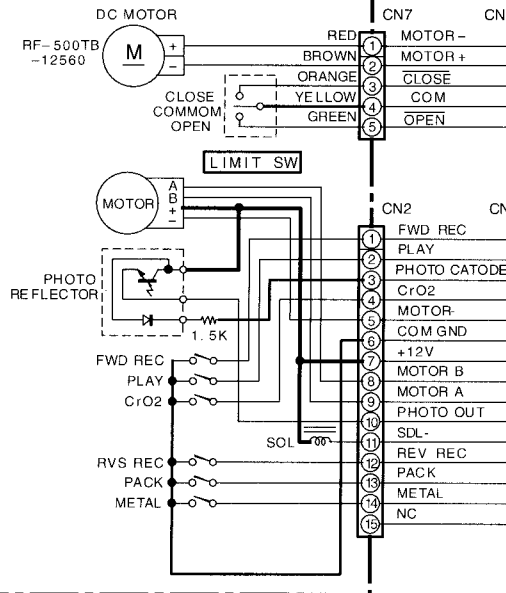 DC MOTOR
CN7
CN
RF-500TB
-12560
M
+
-
RED
1
MOTOR-
BROWN
2
MOTOR+
ORANGE
3
CLOSE
CLOSE
COMMOM
OPEN
YELLOW
4
COM
GREEN
5
OPEN
LIMIT SW
MOTOR
A
B
+
-
CN2
CN
1
FWD REC
2
PLAY
3
PHOTO CATODE
4
CrO2
5
MOTOR-
6
COM GND
7
+12V
8
MOTOR B
9
MOTOR A
10
PHOTO OUT
11
SDL-
12
REV REC
13
PACK
14
METAL
15
NC
PHOTO
REFLECTOR
1.5K
FWD REC
PLAY
CrO2
SOL
RVS REC
PACK
METAL